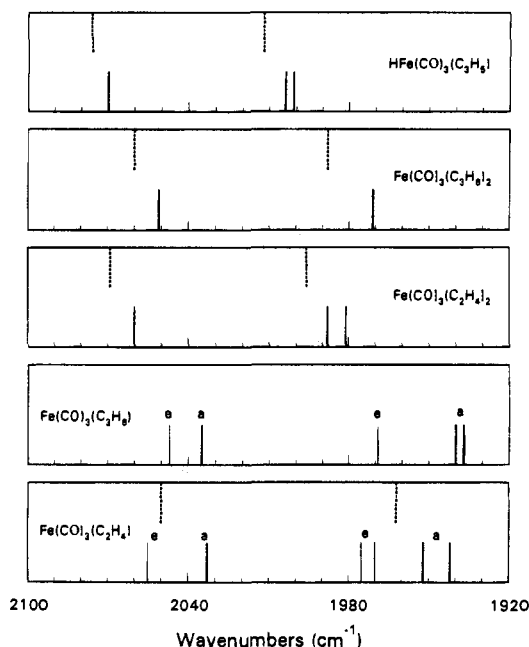 HFe(CO)₃(C₃H₅)
Fe(CO)₃(C₃H₆)₂
Fe(CO)₃(C₂H₄)₂
Fe(CO)₃(C₃H₆)
e a e a
Fe(CO)₃(C₂H₄)
e a e a
2100 2040 1980 1920
Wavenumbers (cm⁻¹)